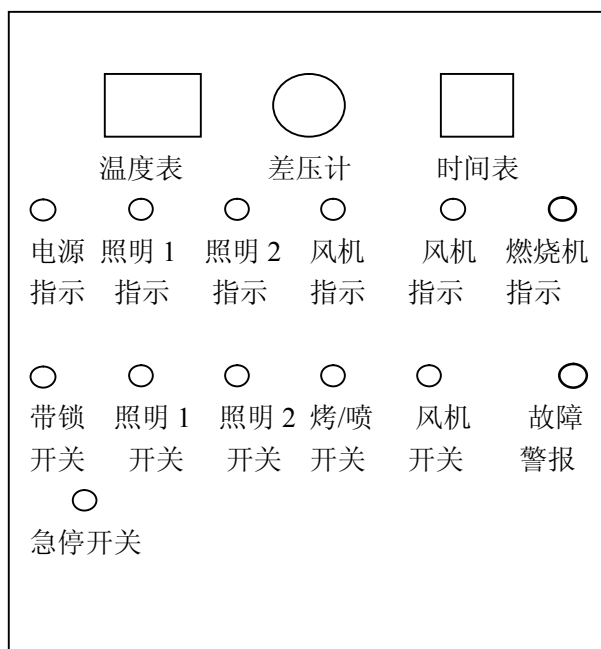 温度表 差压计 时间表
电源 照明 1 照明 2 风机 风机 燃烧机
指示 指示 指示 指示 指示 指示
带锁 照明 1 照明 2 烤/喷 风机 故障
开关 开关 开关 开关 开关 警报
急停开关